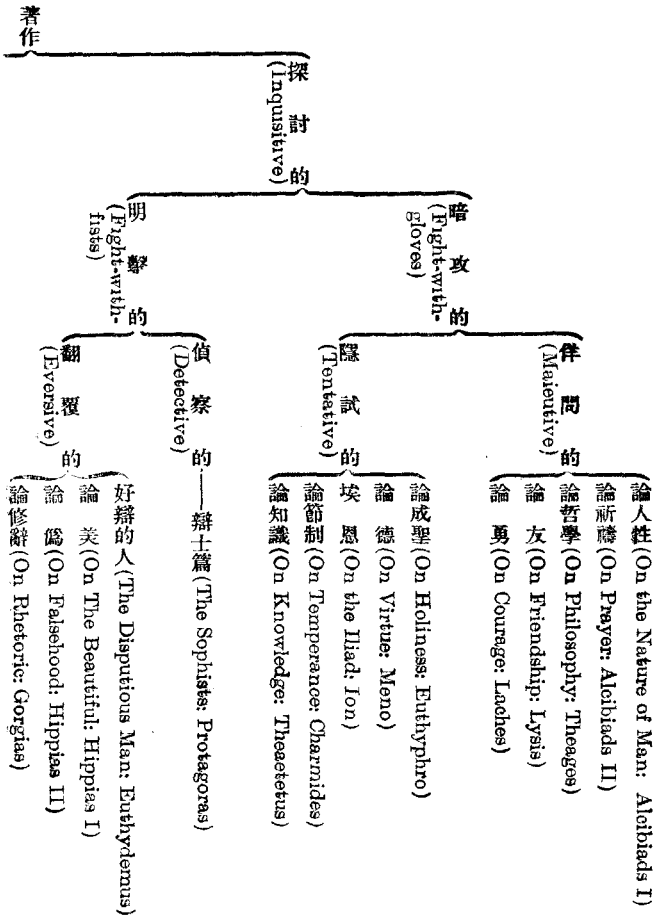 著作
探討的
(Inquisitive)
暗攻的
(Fight-with-
gloves)
佯問的
(Maieutive)
論人性(On the Nature of Man: Alcibiads I)
論祈禱(On Prayer: Alcibiads II)
論哲學(On Philosophy: Theages)
論友(On Friendship: Lysis)
論勇(On Courage: Laches)
隱試的
(Tentative)
論成聖(On Holiness: Euthyphro)
論德(On Virtue: Meno)
埃恩(On the Iliad: Ion)
論節制(On Temperance: Charmides)
論知識(On Knowledge: Theaetetus)
明擊的
(Fight-with-
fists)
偵察的
(Detective)
辯士篇(The Sophists: Protagoras)
翻覆的
(Eversive)
好辯的人(The Disputious Man: Euthydemus)
論美(On The Beautiful: Hippias I)
論僞(On Falsehood: Hippias II)
論修辭(On Rhetoric: Gorgias)